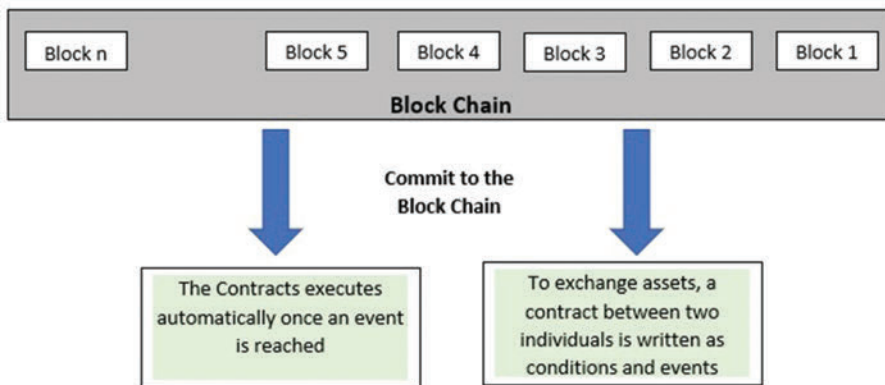 Block n Block 5 Block 4 Block 3 Block 2 Block 1
Block Chain
Commit to the
Block Chain
The Contracts executes
automatically once an event
is reached
To exchange assets, a
contract between two
individuals is written as
conditions and events